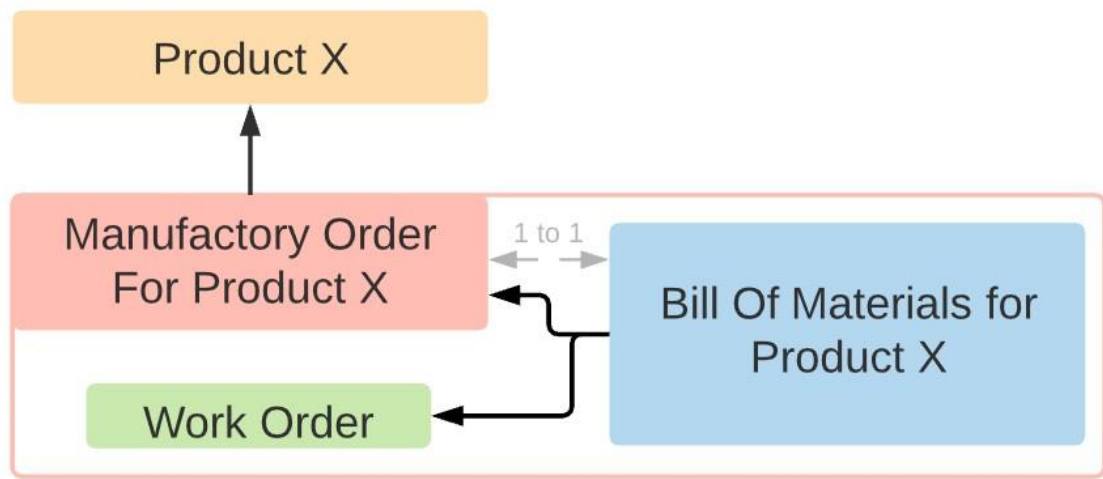 Product X
Manufactory Order
For Product X
1 to 1
Bill Of Materials for
Product X
Work Order